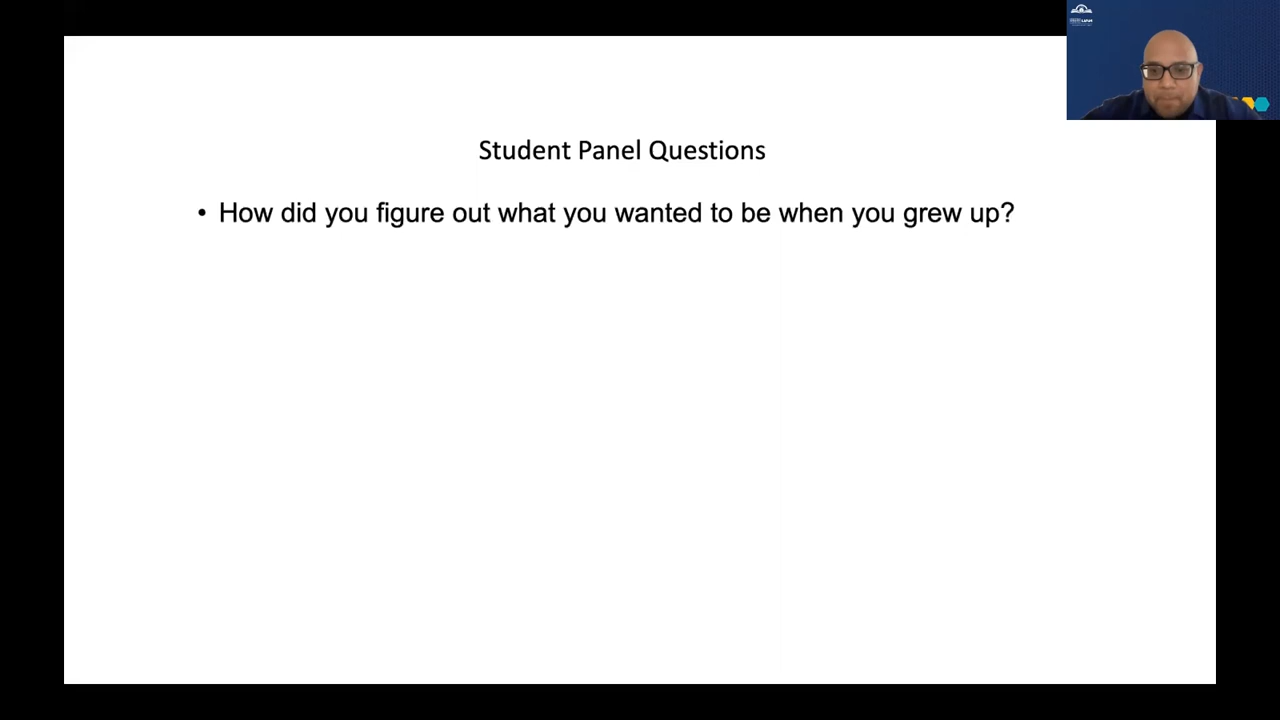 Student Panel Questions
• How did you figure out what you wanted to be when you grew up?